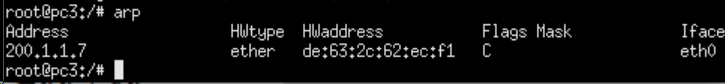 root@pc3:/# arp
Address                  HWtype  HWaddress           Flags Mask            Iface
200.1.1.7                ether   de:63:2c:62:ec:f1   C                     eth0
root@pc3:/#